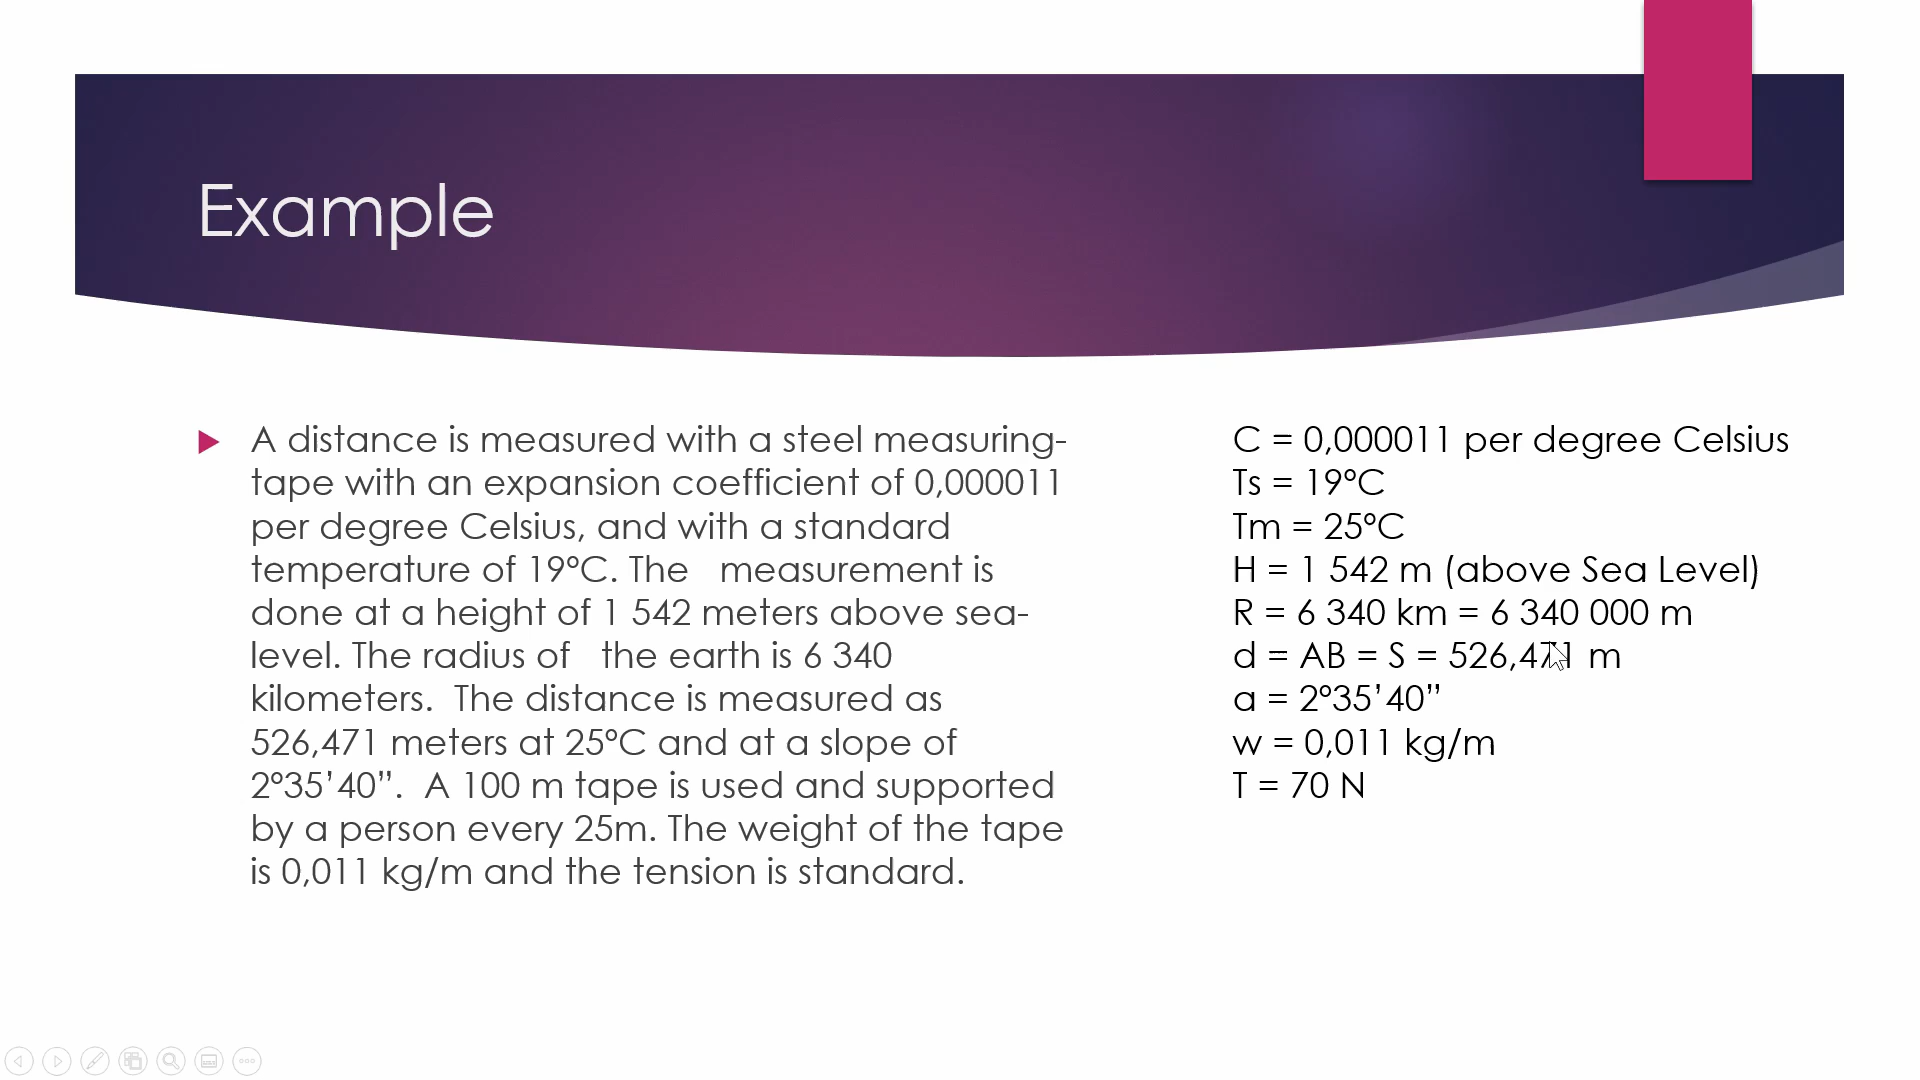 Example
A distance is measured with a steel measuring-
tape with an expansion coefficient of 0,000011
per degree Celsius, and with a standard
temperature of 19°C. The   measurement is
done at a height of 1 542 meters above sea-
level. The radius of   the earth is 6 340
kilometers.  The distance is measured as
526,471 meters at 25°C and at a slope of
2°35’40”.  A 100 m tape is used and supported
by a person every 25m. The weight of the tape
is 0,011 kg/m and the tension is standard.
C = 0,000011 per degree Celsius
Ts = 19°C
Tm = 25°C
H = 1 542 m (above Sea Level)
R = 6 340 km = 6 340 000 m
d = AB = S = 526,471 m
a = 2°35’40”
w = 0,011 kg/m
T = 70 N